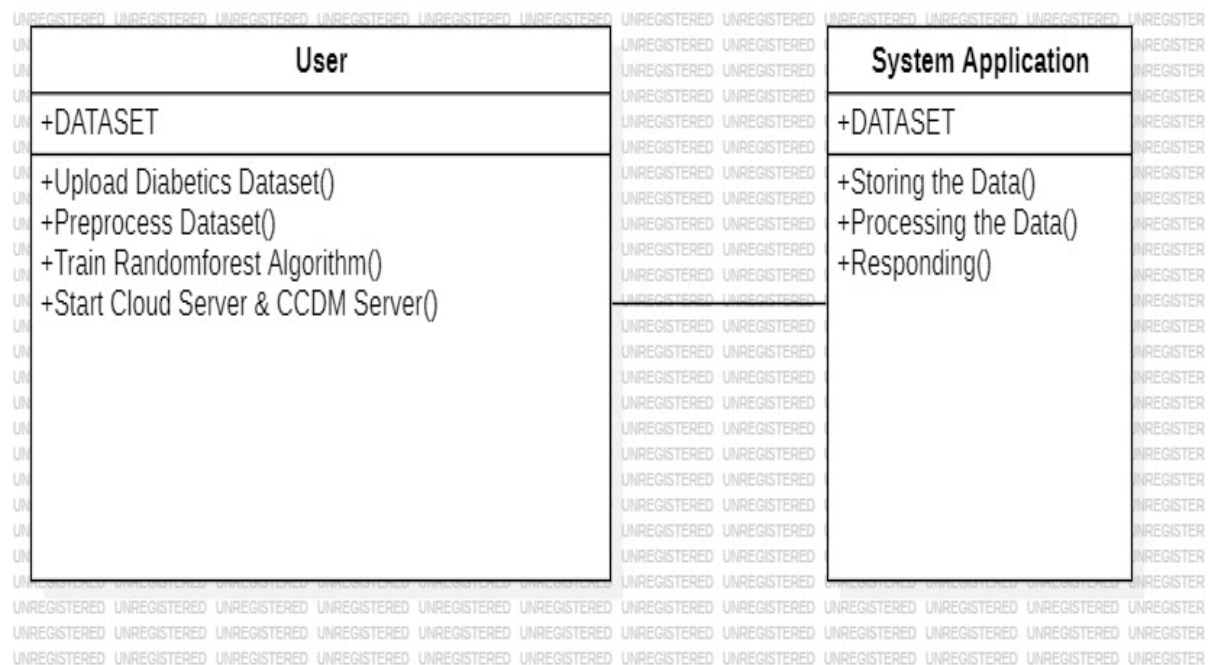 User
+DATASET
+Upload Diabetics Dataset()
+Preprocess Dataset()
+Train Randomforest Algorithm()
+Start Cloud Server & CCDM Server()
System Application
+DATASET
+Storing the Data()
+Processing the Data()
+Responding()
UNREGISTERED